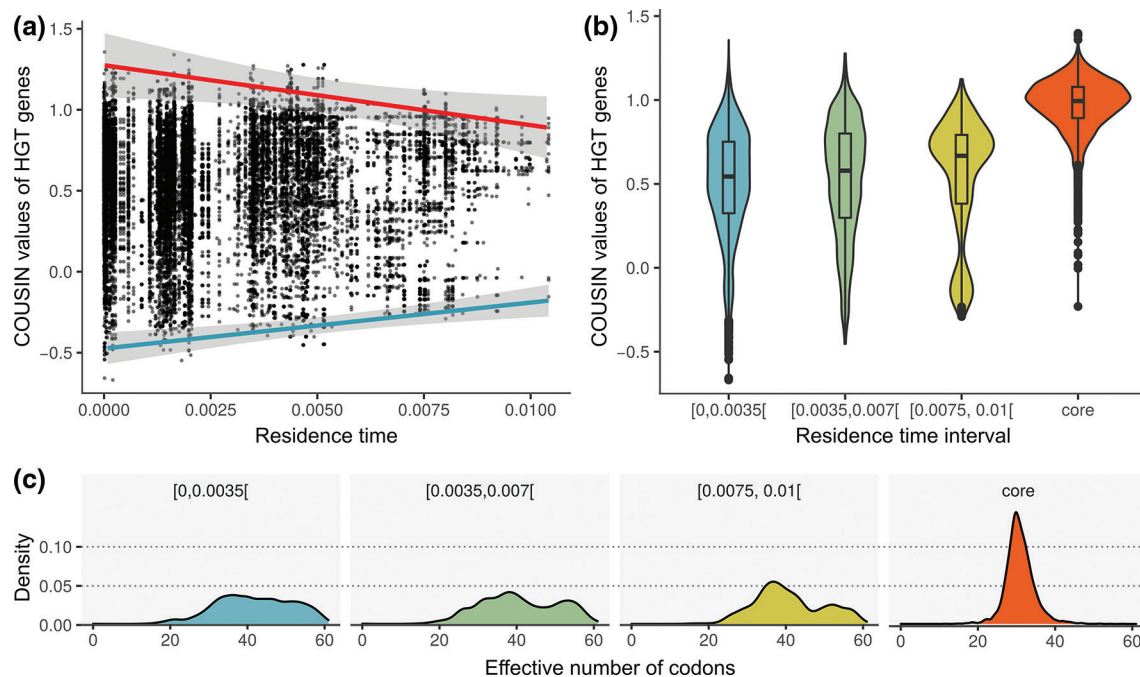 (a)
1.5
1.0
0.5
0.0
−0.5
COUSIN values of HGT genes
0.0000 0.0025 0.0050 0.0075 0.0100
Residence time
(b)
1.5
1.0
0.5
0.0
−0.5
COUSIN values of HGT genes
[0,0.0035[ [0.0035,0.007[ [0.0075, 0.01[ core
Residence time interval
(c)
[0,0.0035[ [0.0035,0.007[ [0.0075, 0.01[ core
Density
0.10
0.05
0.00
0 20 40 60 0 20 40 60 0 20 40 60 0 20 40 60
Effective number of codons